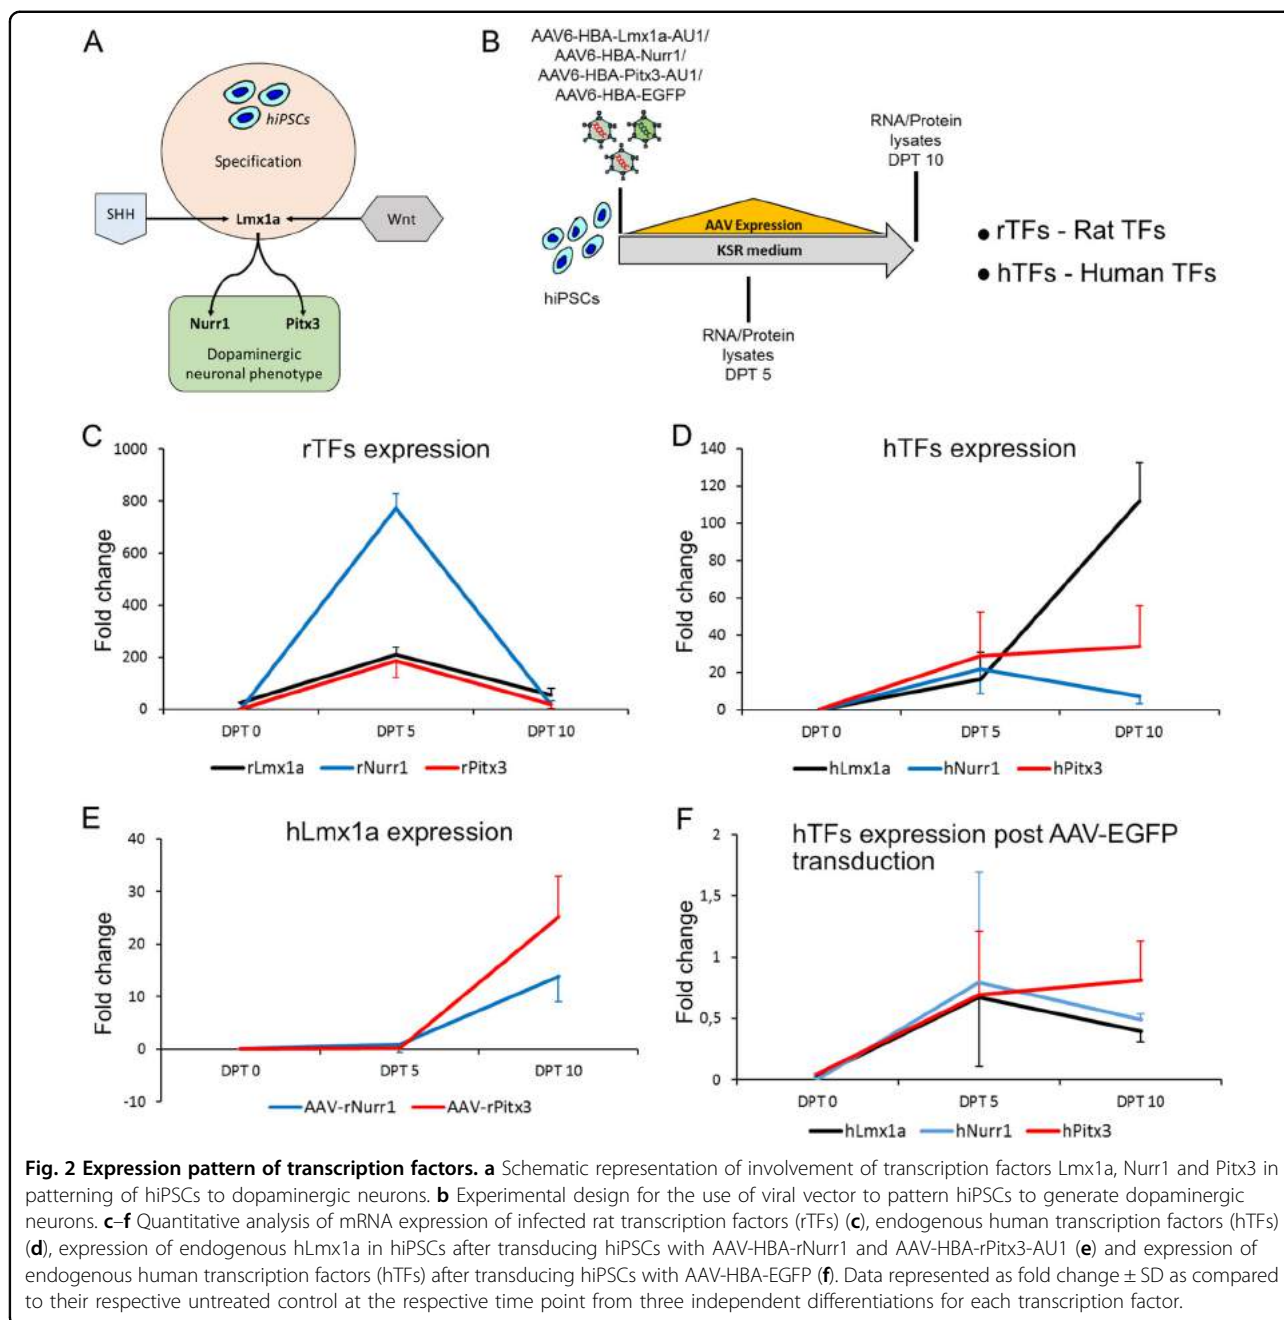 A
hiPSCs
Specification
SHH
Lmx1a
Wnt
Nurr1
Pitx3
Dopaminergic
neuronal phenotype
B
AAV6-HBA-Lmx1a-AU1/
AAV6-HBA-Nurr1/
AAV6-HBA-Pitx3-AU1/
AAV6-HBA-EGFP
RNA/Protein
lysates
DPT 10
AAV Expression
KSR medium
hiPSCs
RNA/Protein
lysates
DPT 5
● rTFs - Rat TFs
● hTFs - Human TFs
C
rTFs expression
Fold change
1000
800
600
400
200
0
DPT 0
DPT 5
DPT 10
rLmx1a
rNurr1
rPitx3
D
hTFs expression
Fold change
140
120
100
80
60
40
20
0
DPT 0
DPT 5
DPT 10
hLmx1a
hNurr1
hPitx3
E
hLmx1a expression
Fold change
40
30
20
10
0
-10
DPT 0
DPT 5
DPT 10
AAV-rNurr1
AAV-rPitx3
F
hTFs expression post AAV-EGFP
transduction
Fold change
2
1,5
1
0,5
0
DPT 0
DPT 5
DPT 10
hLmx1a
hNurr1
hPitx3
Fig. 2 Expression pattern of transcription factors. a Schematic representation of involvement of transcription factors Lmx1a, Nurr1 and Pitx3 in
patterning of hiPSCs to dopaminergic neurons. b Experimental design for the use of viral vector to pattern hiPSCs to generate dopaminergic
neurons. c–f Quantitative analysis of mRNA expression of infected rat transcription factors (rTFs) (c), endogenous human transcription factors (hTFs)
(d), expression of endogenous hLmx1a in hiPSCs after transducing hiPSCs with AAV-HBA-rNurr1 and AAV-HBA-rPitx3-AU1 (e) and expression of
endogenous human transcription factors (hTFs) after transducing hiPSCs with AAV-HBA-EGFP (f). Data represented as fold change ± SD as compared
to their respective untreated control at the respective time point from three independent differentiations for each transcription factor.